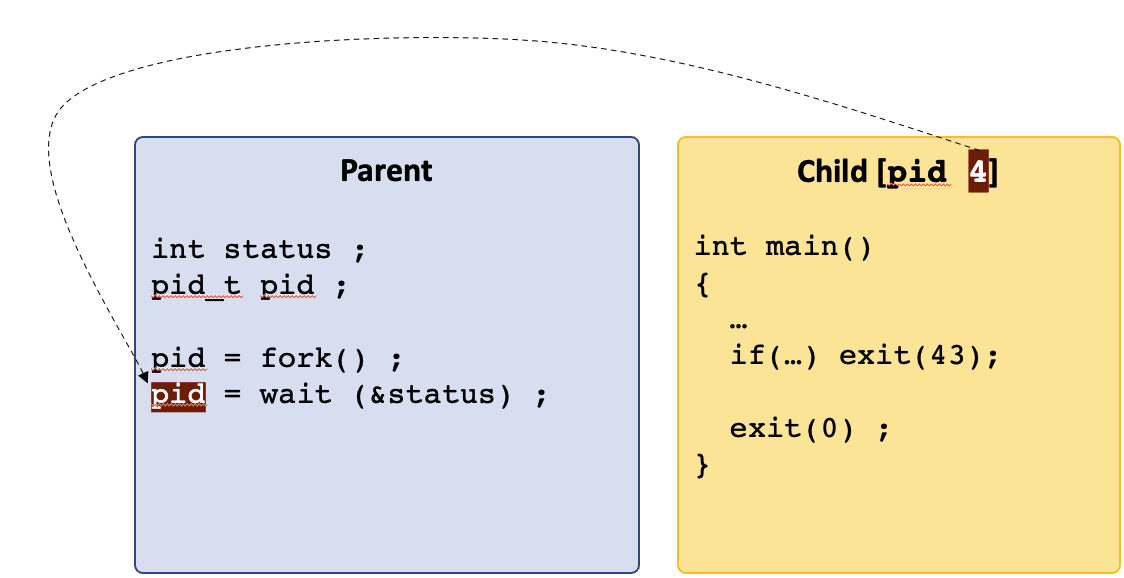 Parent
int status ;
pid_t pid ;
pid = fork() ;
pid = wait (&status) ;
Child [pid 4]
int main()
{
…
if(…) exit(43);
exit(0) ;
}